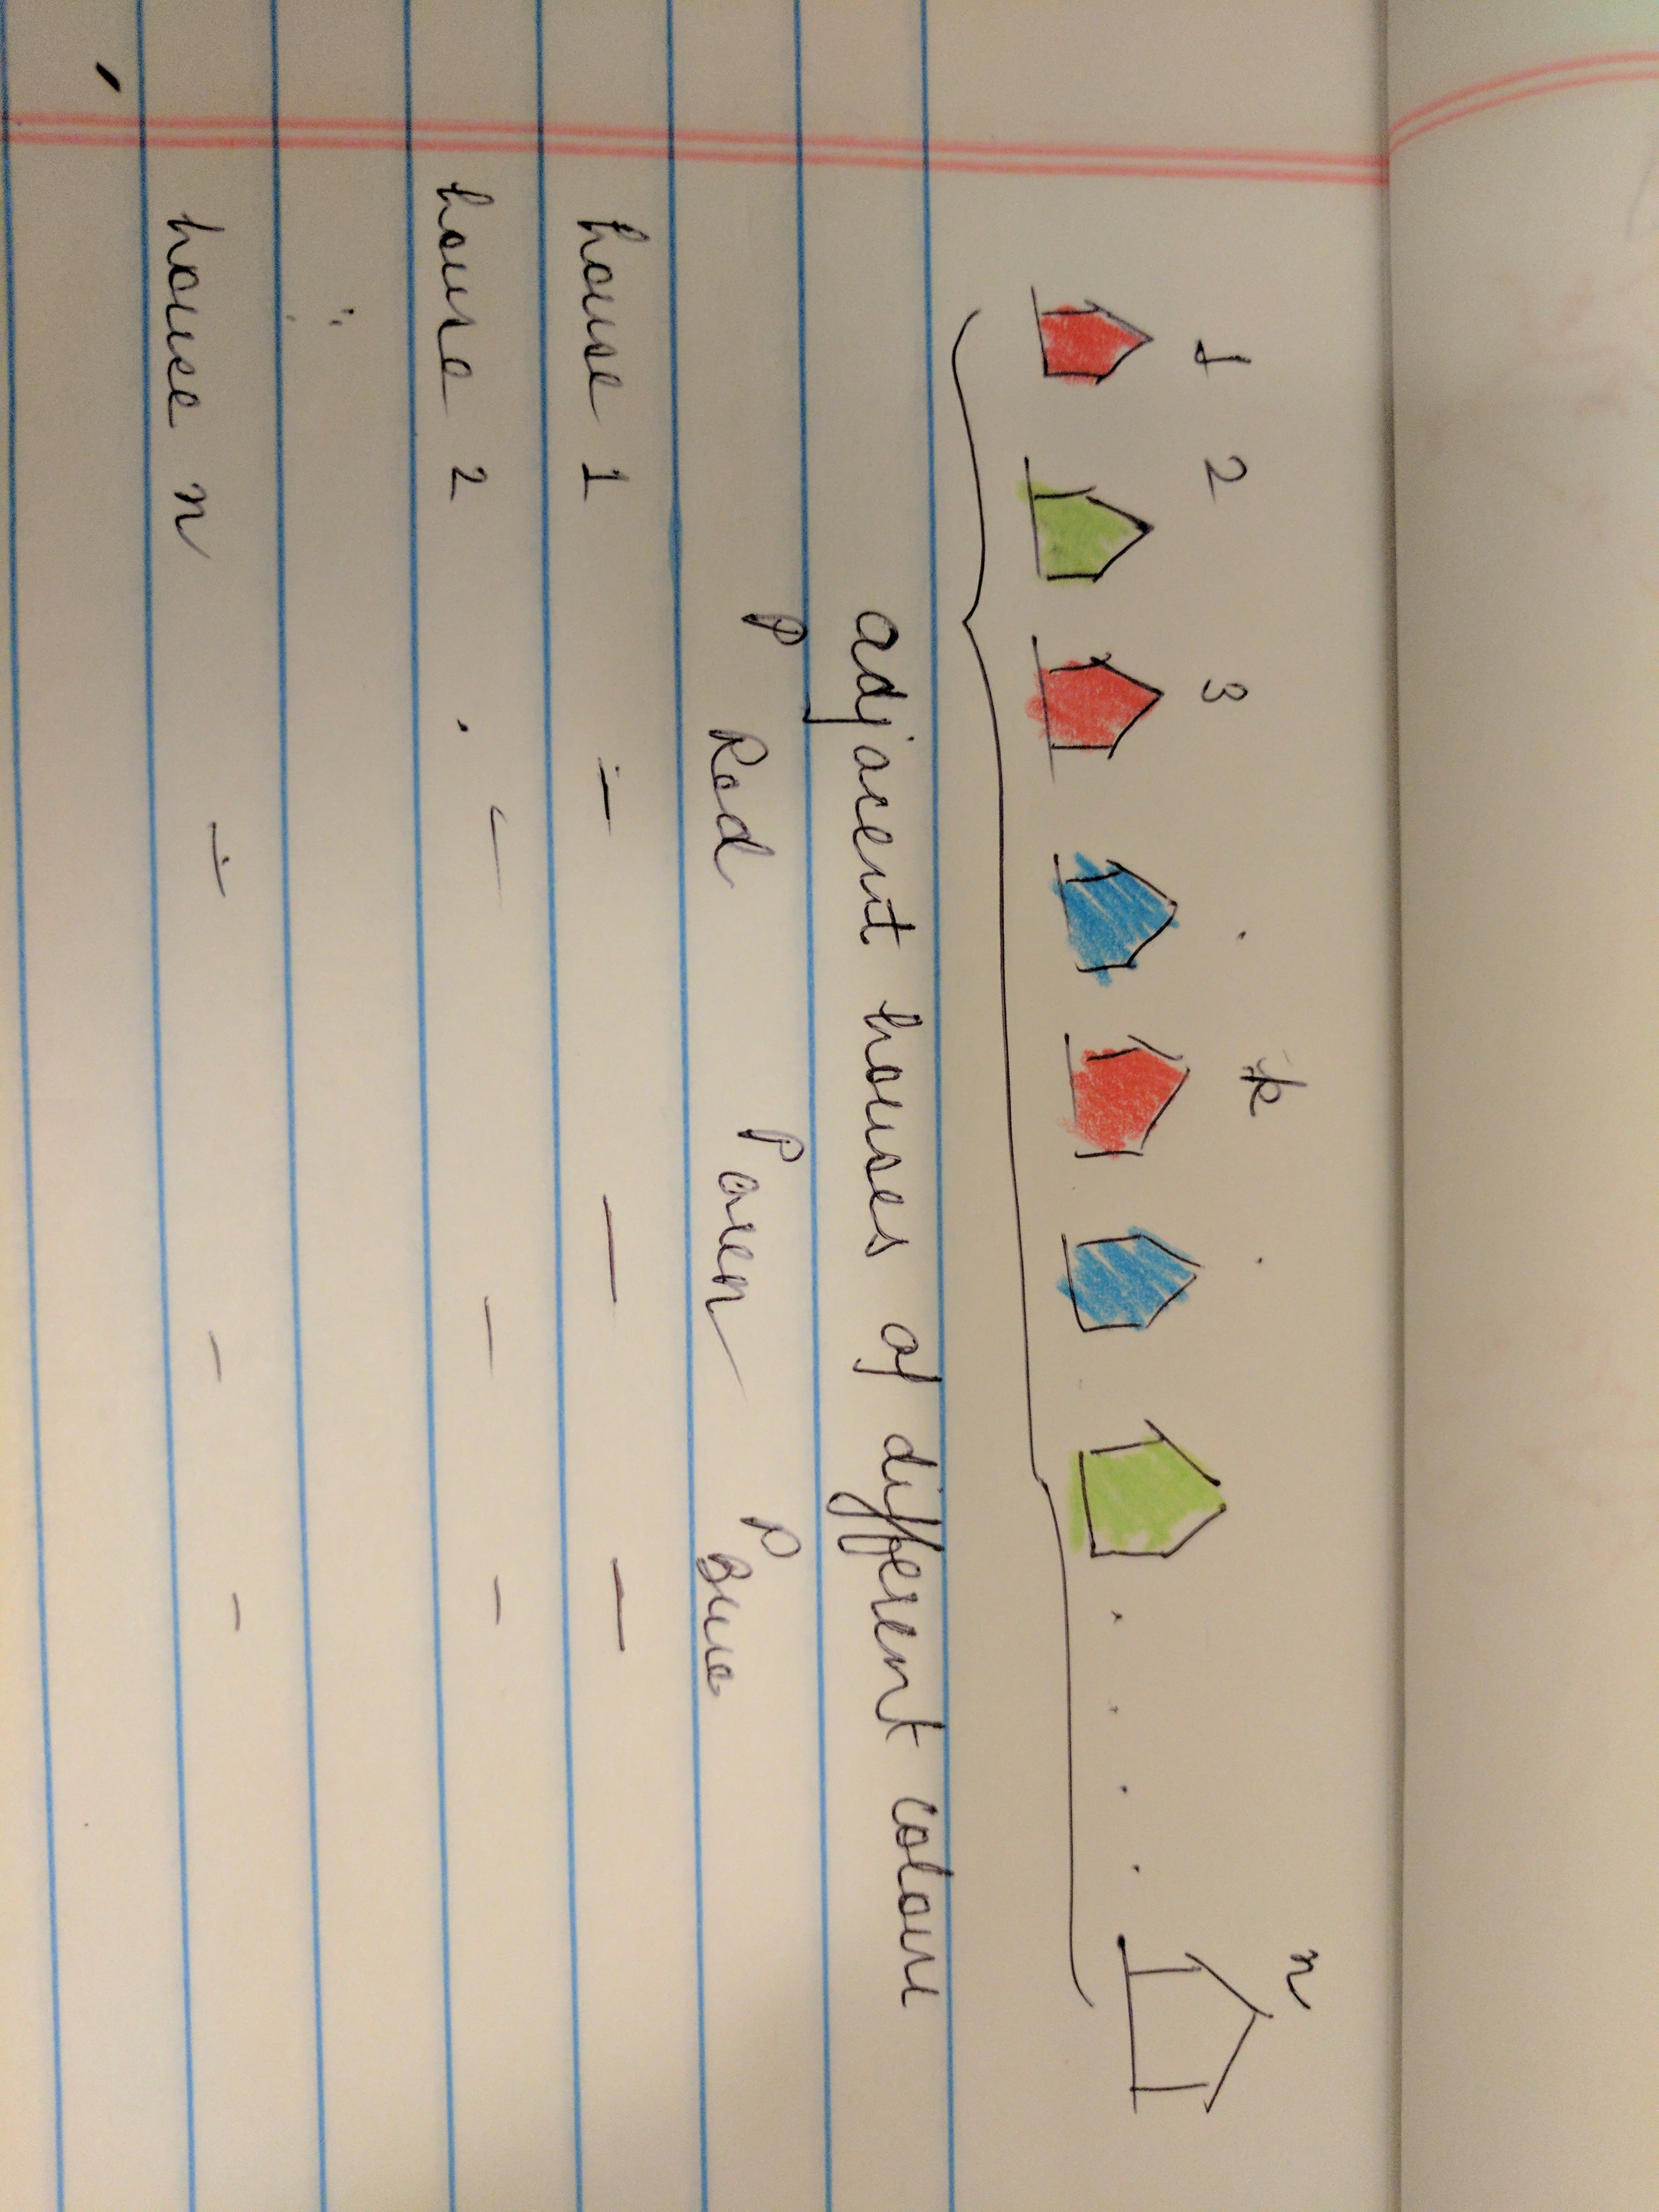 1 2 3 . k . n
adjacent houses of different colour
P Red P Green P Blue
house 1 — — —
house 2 — — —
house n — — —